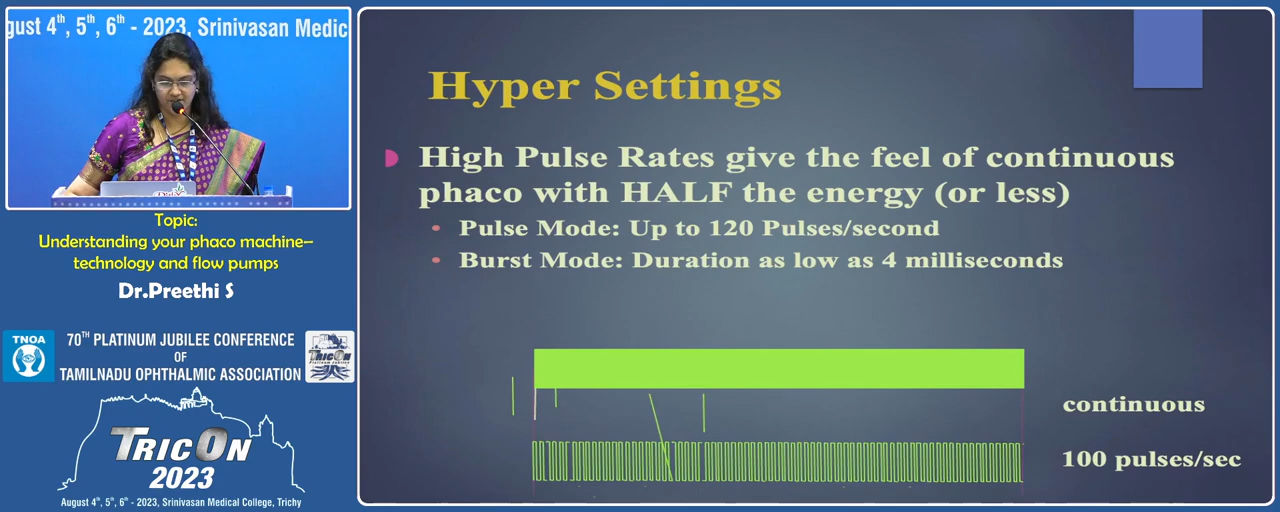 gust 4th, 5th, 6th - 2023, Srinivasan Medic
Topic:
Understanding your phaco machine–
technology and flow pumps
Dr.Preethi S
TNOA
70TH PLATINUM JUBILEE CONFERENCE
OF
TAMILNADU OPHTHALMIC ASSOCIATION
TRICON
TRICON
2023
August 4th, 5th, 6th - 2023, Srinivasan Medical College, Trichy
Hyper Settings
High Pulse Rates give the feel of continuous
phaco with HALF the energy (or less)
• Pulse Mode: Up to 120 Pulses/second
• Burst Mode: Duration as low as 4 milliseconds
continuous
100 pulses/sec